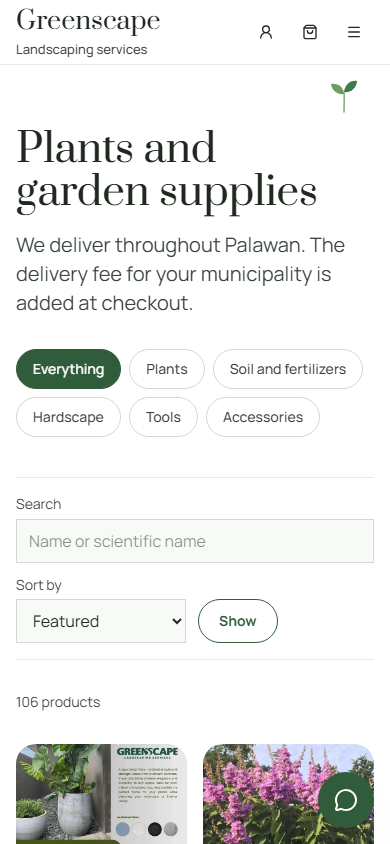 Greenscape
Landscaping services
Plants and
garden supplies
We deliver throughout Palawan. The
delivery fee for your municipality is
added at checkout.
Everything
Plants
Soil and fertilizers
Hardscape
Tools
Accessories
Search
Name or scientific name
Sort by
Featured
Show
106 products
GREENSCAPE
LANDSCAPING SERVICES